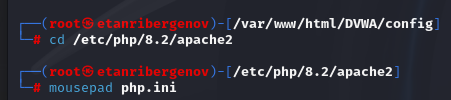 ┌──(root㉿etanribergenov)-[/var/www/html/DVWA/config]
└─# cd /etc/php/8.2/apache2
┌──(root㉿etanribergenov)-[/etc/php/8.2/apache2]
└─# mousepad php.ini